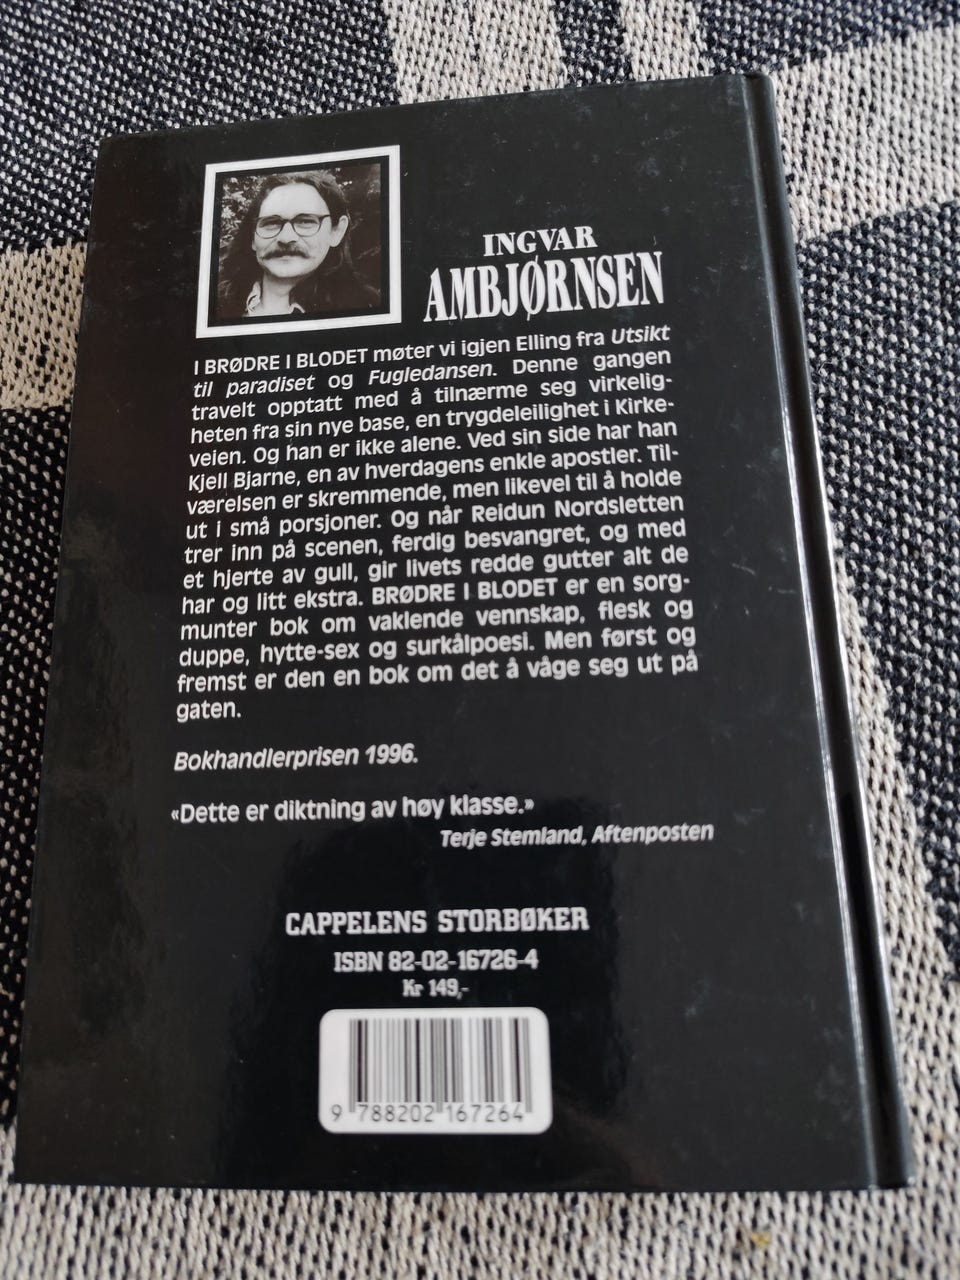 INGVAR
AMBJØRNSEN
I BRØDRE I BLODET møter vi igjen Elling fra Utsikt
til paradiset og Fugledansen. Denne gangen
travelt opptatt med å tilnærme seg virkelig-
heten fra sin nye base, en trygdeleilighet i Kirke-
veien. Og han er ikke alene. Ved sin side har han
Kjell Bjarne, en av hverdagens enkle apostler. Til-
værelsen er skremmende, men likevel til å holde
ut i små porsjoner. Og når Reidun Nordsletten
trer inn på scenen, ferdig besvangret, og med
et hjerte av gull, gir livets redde gutter alt de
har og litt ekstra. BRØDRE I BLODET er en sorg-
munter bok om vaklende vennskap, flesk og
duppe, hytte-sex og surkålpoesi. Men først og
fremst er den en bok om det å våge seg ut på
gaten.
Bokhandlerprisen 1996.
«Dette er diktning av høy klasse.»
Terje Stemland, Aftenposten
CAPPELENS STORBØKER
ISBN 82-02-16726-4
Kr 149,-
9 788202 167264